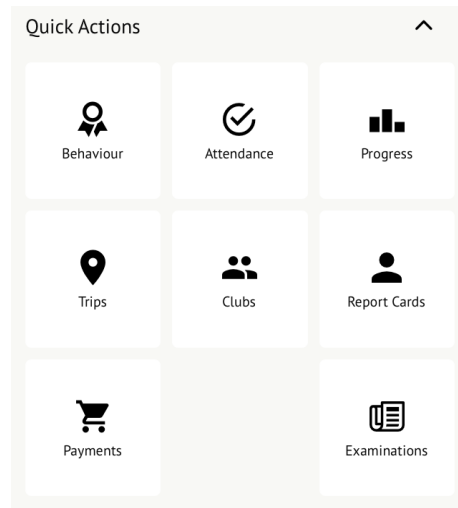 Quick Actions
Behaviour
Attendance
Progress
Trips
Clubs
Report Cards
Payments
Examinations